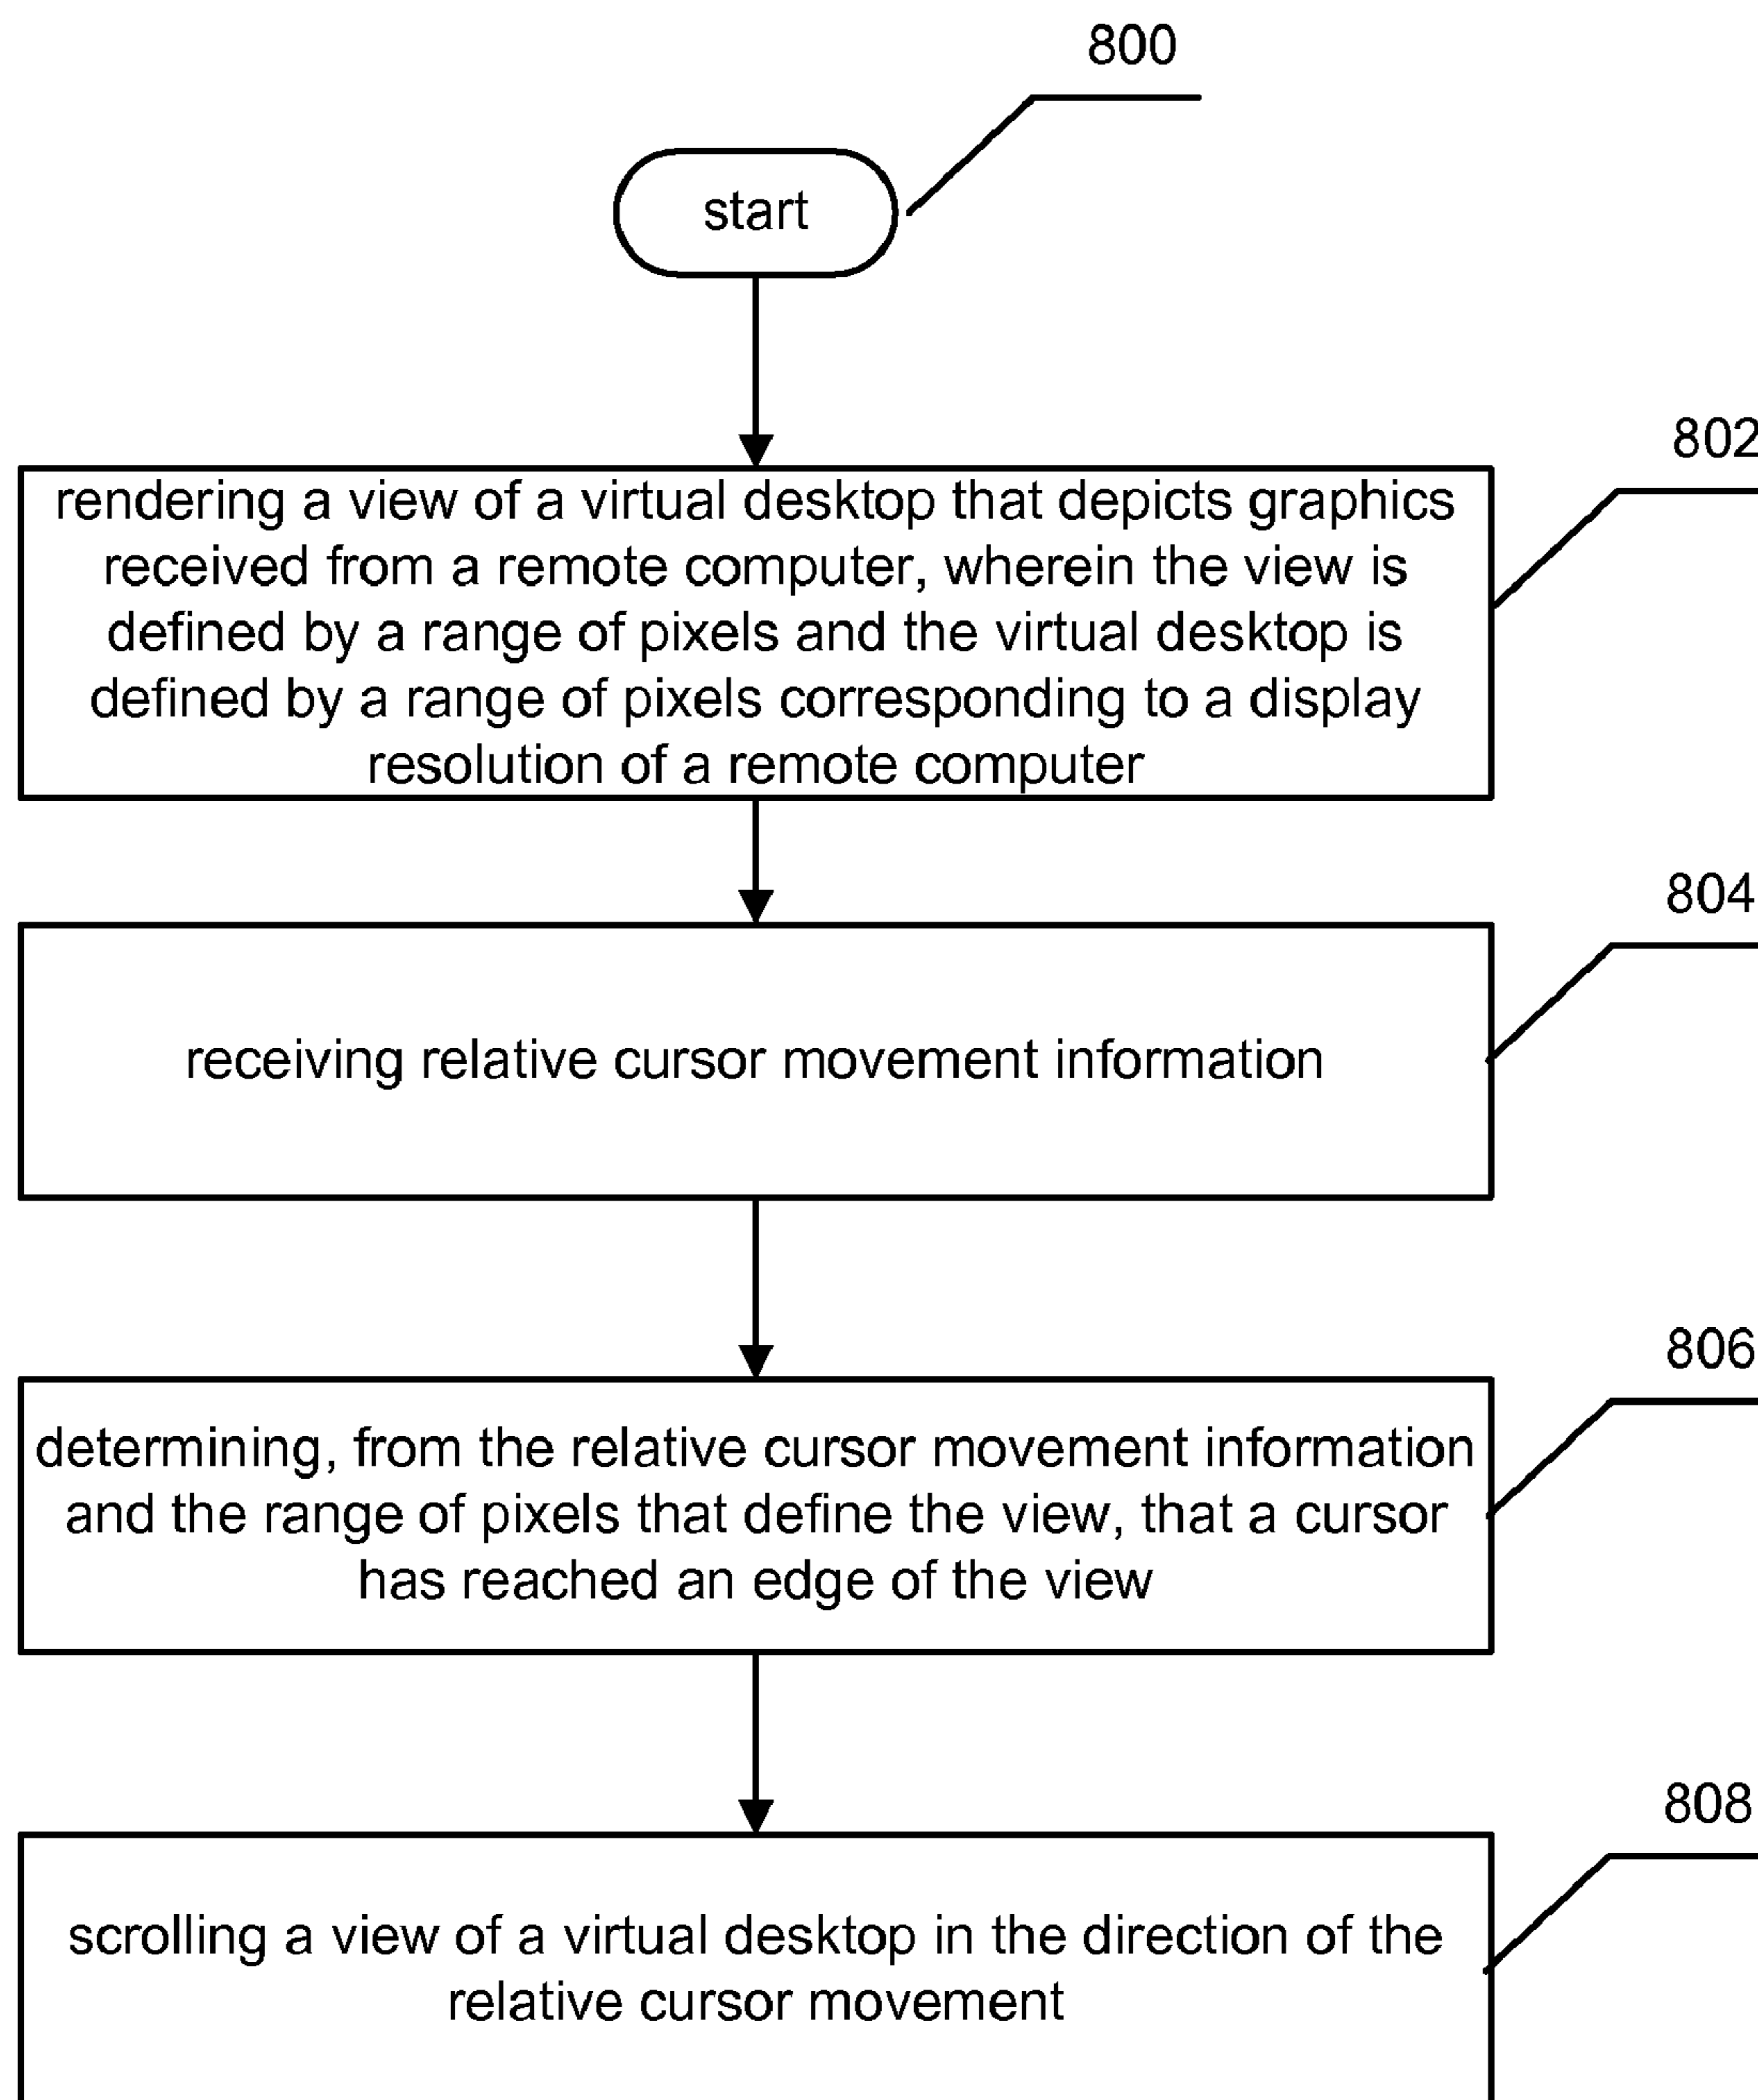 800
start
802
rendering a view of a virtual desktop that depicts graphics
received from a remote computer, wherein the view is
defined by a range of pixels and the virtual desktop is
defined by a range of pixels corresponding to a display
resolution of a remote computer
804
receiving relative cursor movement information
806
determining, from the relative cursor movement information
and the range of pixels that define the view, that a cursor
has reached an edge of the view
808
scrolling a view of a virtual desktop in the direction of the
relative cursor movement